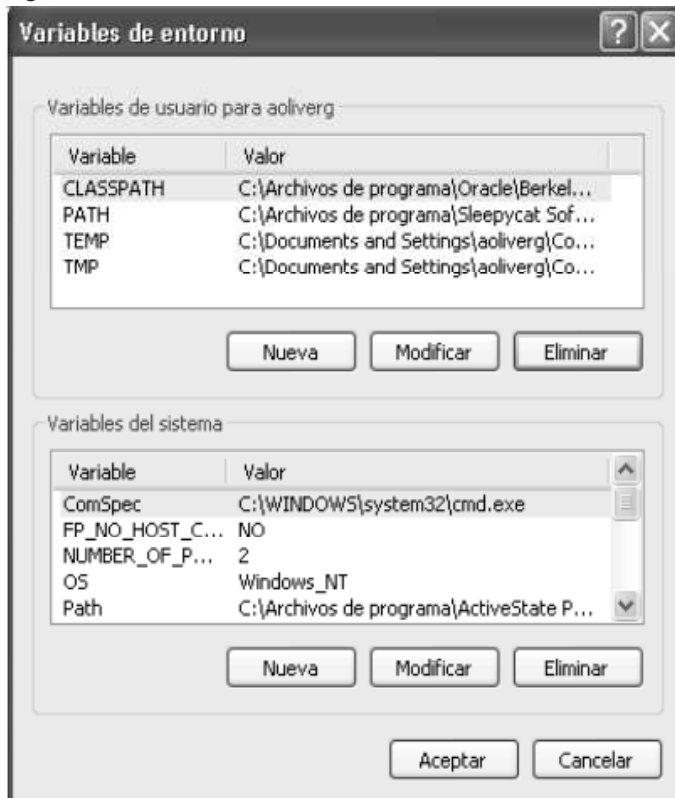 Variables de entorno
Variables de usuario para aoliverg
Variable Valor
CLASSPATH C:\Archivos de programa\Oracle\Berkel...
PATH C:\Archivos de programa\Sleepycat Sof...
TEMP C:\Documents and Settings\aoliverg\Co...
TMP C:\Documents and Settings\aoliverg\Co...
Nueva Modificar Eliminar
Variables del sistema
Variable Valor
ComSpec C:\WINDOWS\system32\cmd.exe
FP_NO_HOST_C... NO
NUMBER_OF_P... 2
OS Windows_NT
Path C:\Archivos de programa\ActiveState P...
Nueva Modificar Eliminar
Aceptar Cancelar